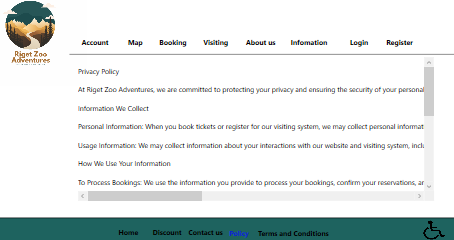 Riget Zoo
Adventures
Account Map Booking Visiting About us Infomation Login Register
Privacy Policy
At Riget Zoo Adventures, we are committed to protecting your privacy and ensuring the security of your personal
Information We Collect
Personal Information: When you book tickets or register for our visiting system, we may collect personal informat
Usage Information: We may collect information about your interactions with our website and visiting system, inclu
How We Use Your Information
To Process Bookings: We use the information you provide to process your bookings, confirm your reservations, ar
Home Discount Contact us Policy Terms and Conditions